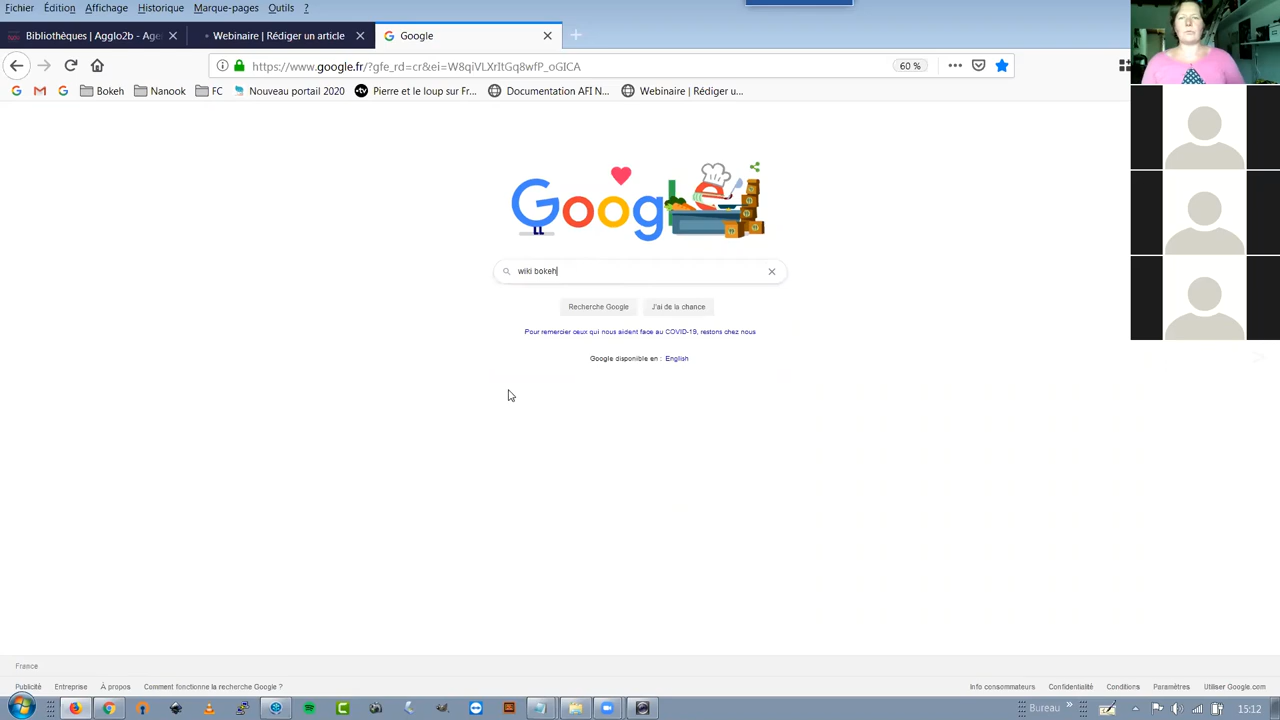 Fichier Édition Affichage Historique Marque-pages Outils ?
Bibliothèques | Agglo2b - Age
Webinaire | Rédiger un article
Google
https://www.google.fr/?gfe_rd=cr&ei=W8qiVLXrItGq8wfP_oGICA
60 %
Bokeh
Nanook
FC
Nouveau portail 2020
Pierre et le loup sur Fr...
Documentation AFI N...
Webinaire | Rédiger u...
Google
wiki bokeh
Recherche Google
J'ai de la chance
Pour remercier ceux qui nous aident face au COVID-19, restons chez nous
Google disponible en : English
France
Publicité Entreprise À propos Comment fonctionne la recherche Google ?
Info consommateurs Confidentialité Conditions Paramètres Utiliser Google.com
Bureau
15:12